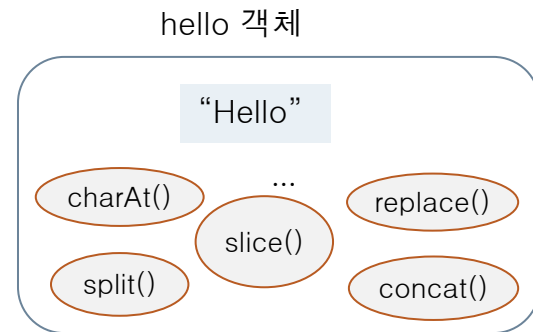 hello 객체
“Hello”
...
charAt()
replace()
slice()
split()
concat()